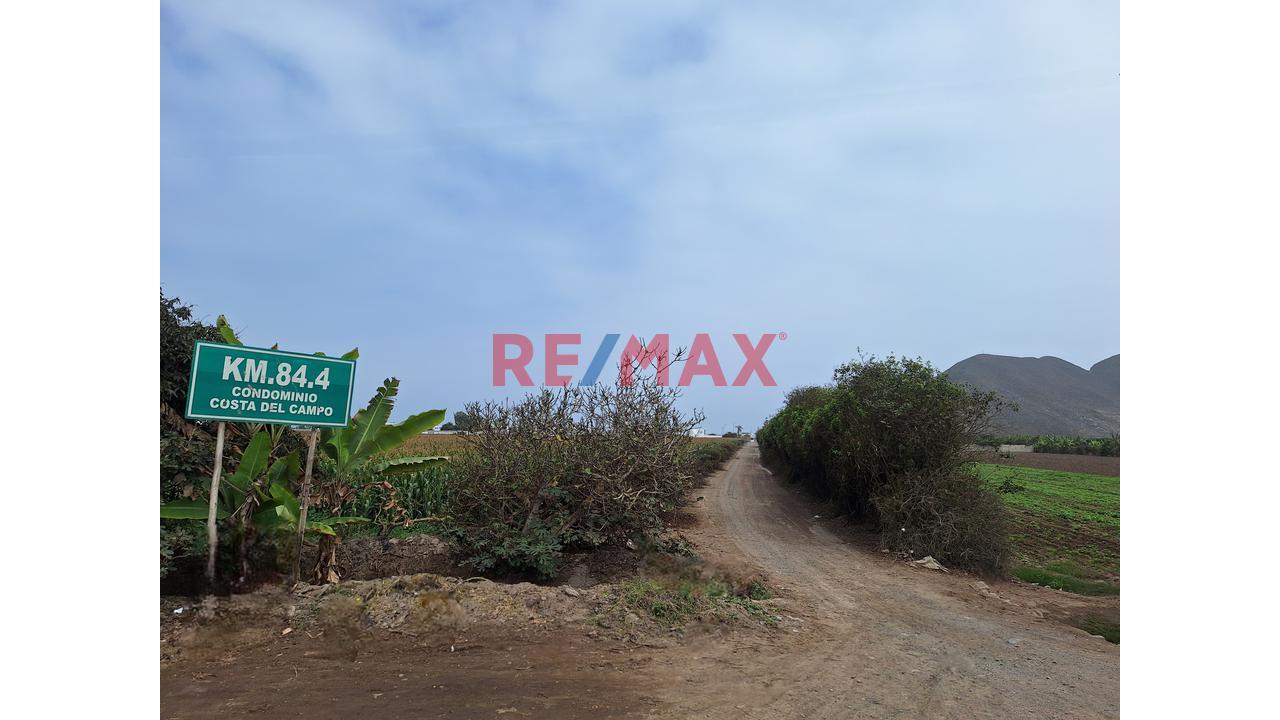 KM.84.4
CONDOMINIO
COSTA DEL CAMPO
RE/MAX®